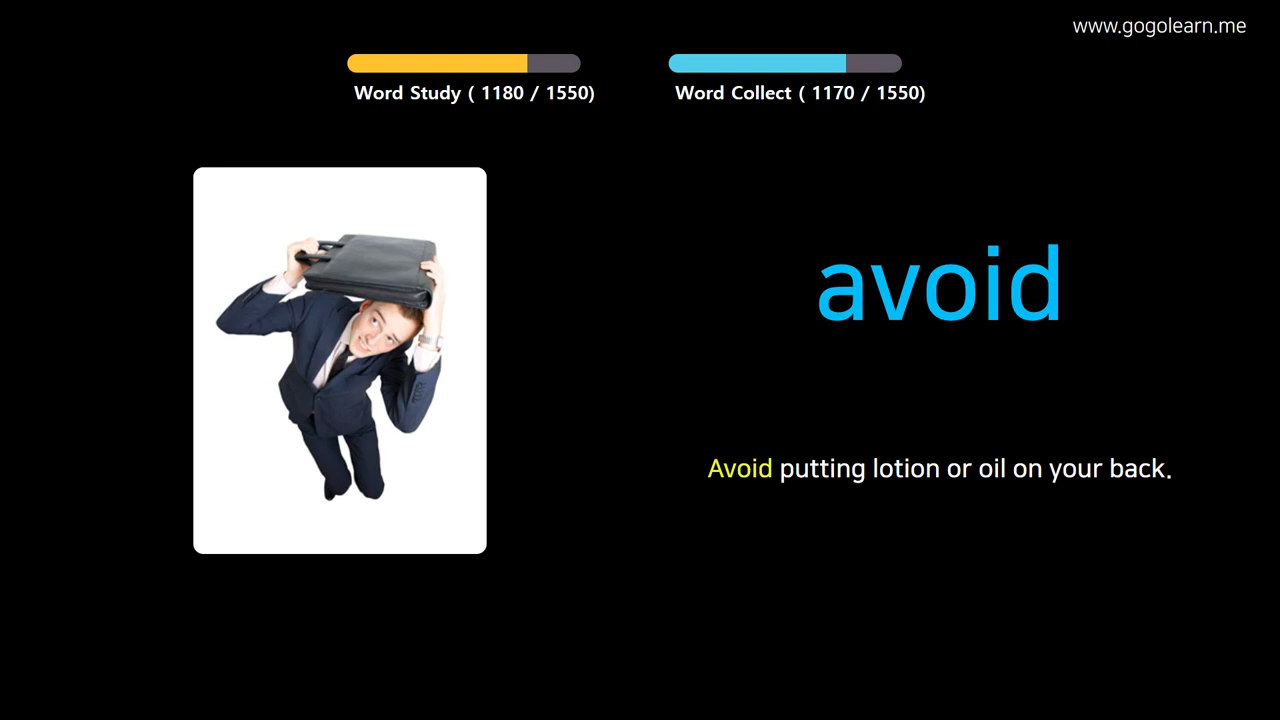 www.gogolearn.me
Word Study ( 1180 / 1550)
Word Collect ( 1170 / 1550)
avoid
Avoid putting lotion or oil on your back.